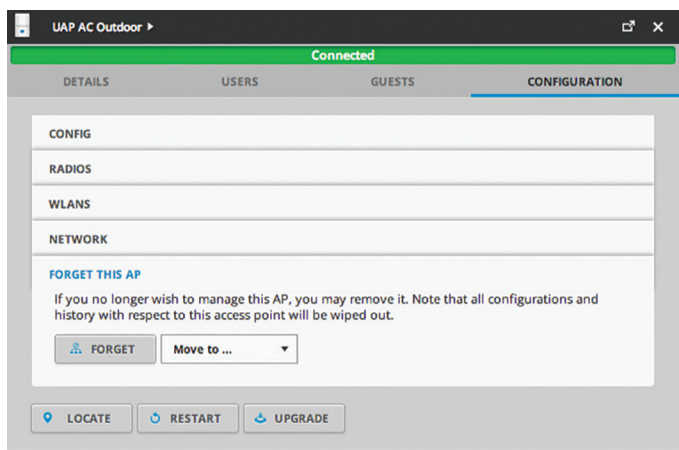 UAP AC Outdoor
Connected
DETAILS USERS GUESTS CONFIGURATION
CONFIG
RADIOS
WLANS
NETWORK
FORGET THIS AP
If you no longer wish to manage this AP, you may remove it. Note that all configurations and
history with respect to this access point will be wiped out.
FORGET Move to ...
LOCATE RESTART UPGRADE